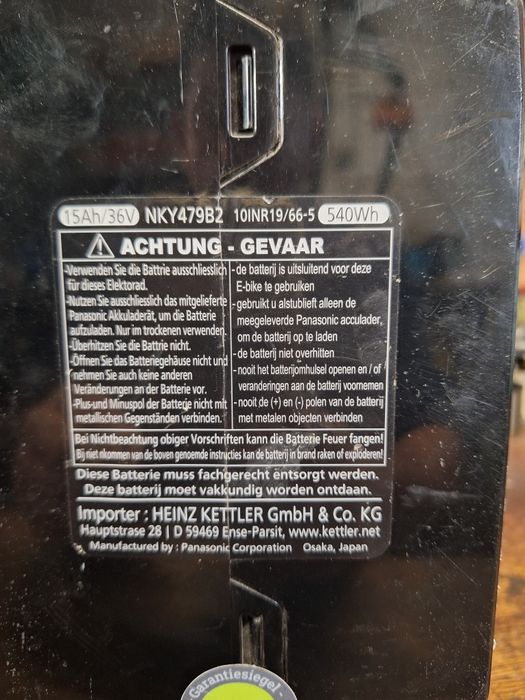 15Ah/36V NKY479B2 10INR19/66-5 540Wh
ACHTUNG - GEVAAR
-Verwenden Sie die Battrie ausschliesslich
für dieses Elektorad.
-Nutzen Sie ausschliesslich das mitgelieferte
Panasonic Akkuladerät, um die Batterie
aufzuladen. Nur im trockenen verwenden.
-Überhitzen Sie die Battrie nicht.
-Öffnen Sie das Batteriegehäuse nicht und
nehmen Sie auch keine anderen
Veränderungen an der Batterie vor.
-Plus-und Minuspol der Batterie nicht mit
metallischen Gegenständen verbinden.
-de batterij is uitsluitend voor deze
E-bike te gebruiken
-gebruikt u alstublieft alleen de
meegeleverde Panasonic acculader,
om de batterij op te laden
-de batterij niet overhitten
-nooit het batterijomhulsel openen en / of
veranderingen aan de batterij voornemen
-nooit de (+) en (-) polen van de batterij
met metalen objecten verbinden
Bei Nichtbeachtung obiger Vorschriften kann die Batterie Feuer fangen!
Bij niet nkommen van de boven genoemde instructies kan de batterij in brand raken of exploderen!
Diese Batterie muss fachgerecht entsorgt werden.
Deze batterij moet vakkundig worden ontdaan.
Importer : HEINZ KETTLER GmbH & Co. KG
Hauptstrase 28 | D 59469 Ense-Parsit, www.kettler.net
Manufactured by : Panasonic Corporation Osaka, Japan
-Garantiesiegel-